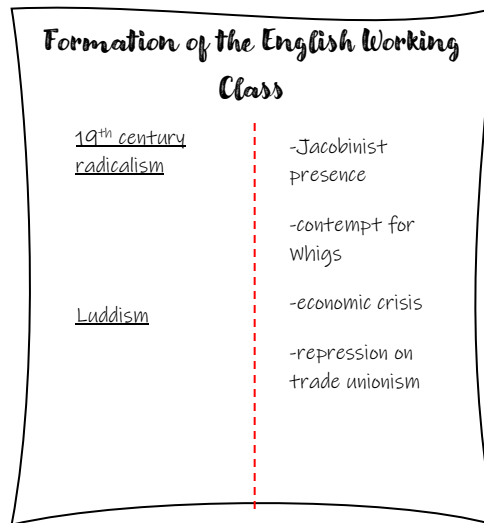 Formation of the English Working
Class
19th century
radicalism
Luddism
-Jacobinist
presence
-contempt for
Whigs
-economic crisis
-repression on
trade unionism